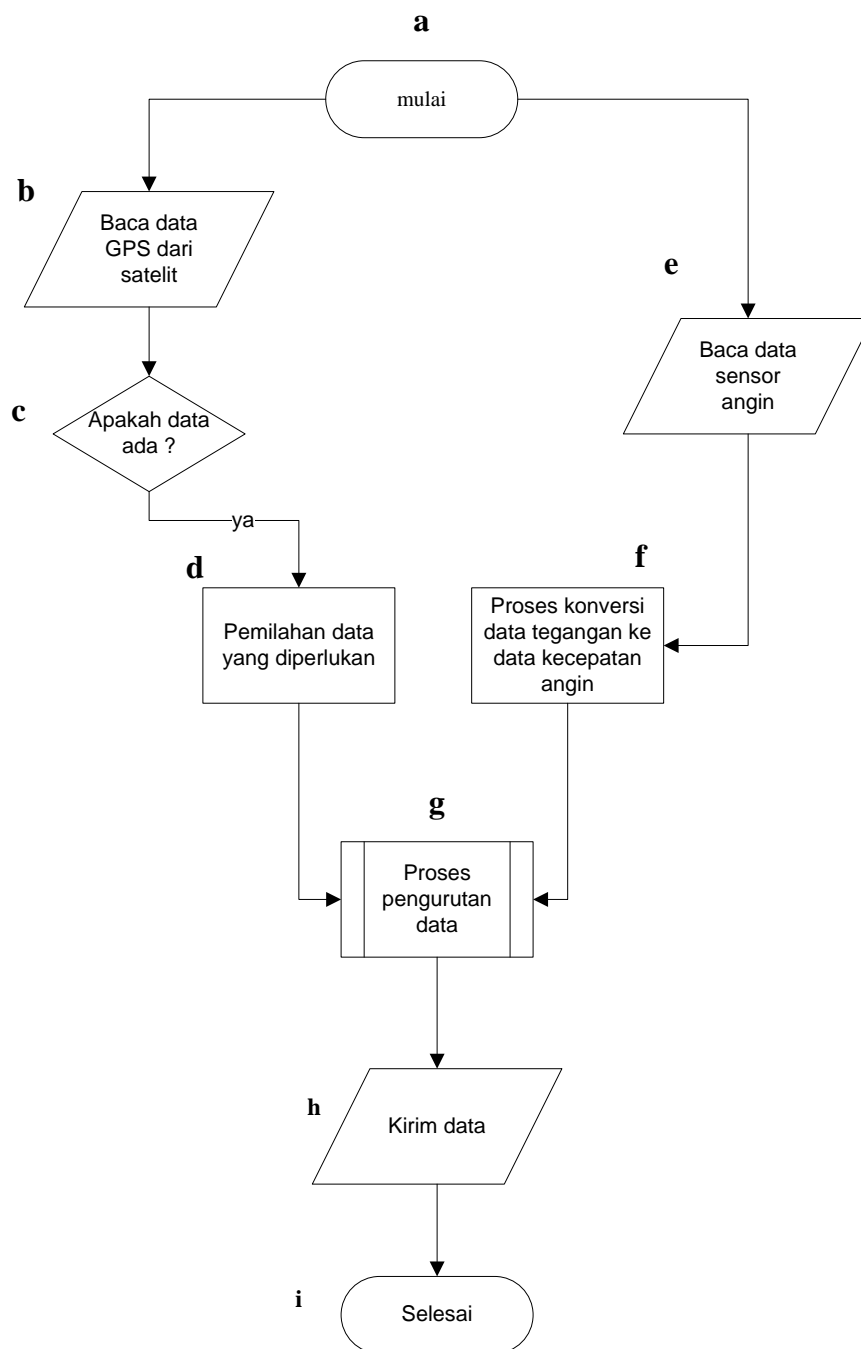 a
mulai
b
Baca data
GPS dari
satelit
e
Baca data
sensor
angin
c
Apakah data
ada ?
ya
d
Pemilahan data
yang diperlukan
f
Proses konversi
data tegangan ke
data kecepatan
angin
g
Proses
pengurutan
data
h
Kirim data
i
Selesai